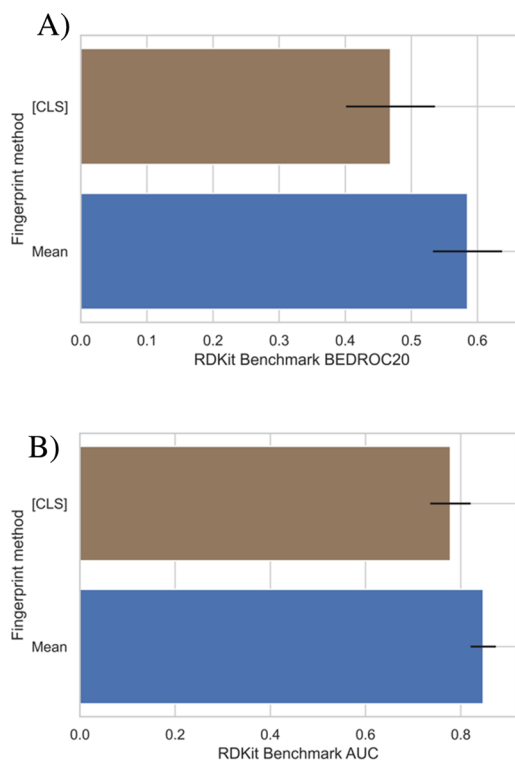 A)
Fingerprint method
[CLS]
Mean
0.0 0.1 0.2 0.3 0.4 0.5 0.6
RDKit Benchmark BEDROC20
B)
Fingerprint method
[CLS]
Mean
0.0 0.2 0.4 0.6 0.8
RDKit Benchmark AUC